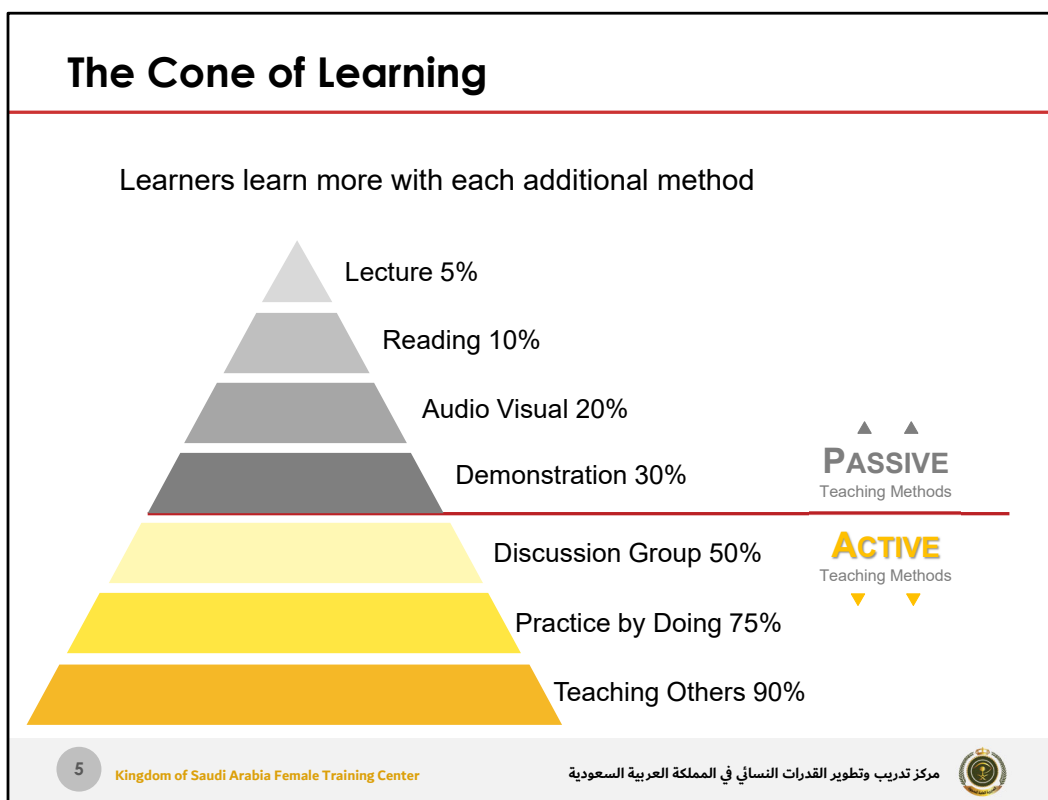 The Cone of Learning
Learners learn more with each additional method
Lecture 5%
Reading 10%
Audio Visual 20%
Demonstration 30%
PASSIVE
Teaching Methods
ACTIVE
Teaching Methods
Discussion Group 50%
Practice by Doing 75%
Teaching Others 90%
5
Kingdom of Saudi Arabia Female Training Center
مركز تدريب وتطوير القدرات النسائي في المملكة العربية السعودية